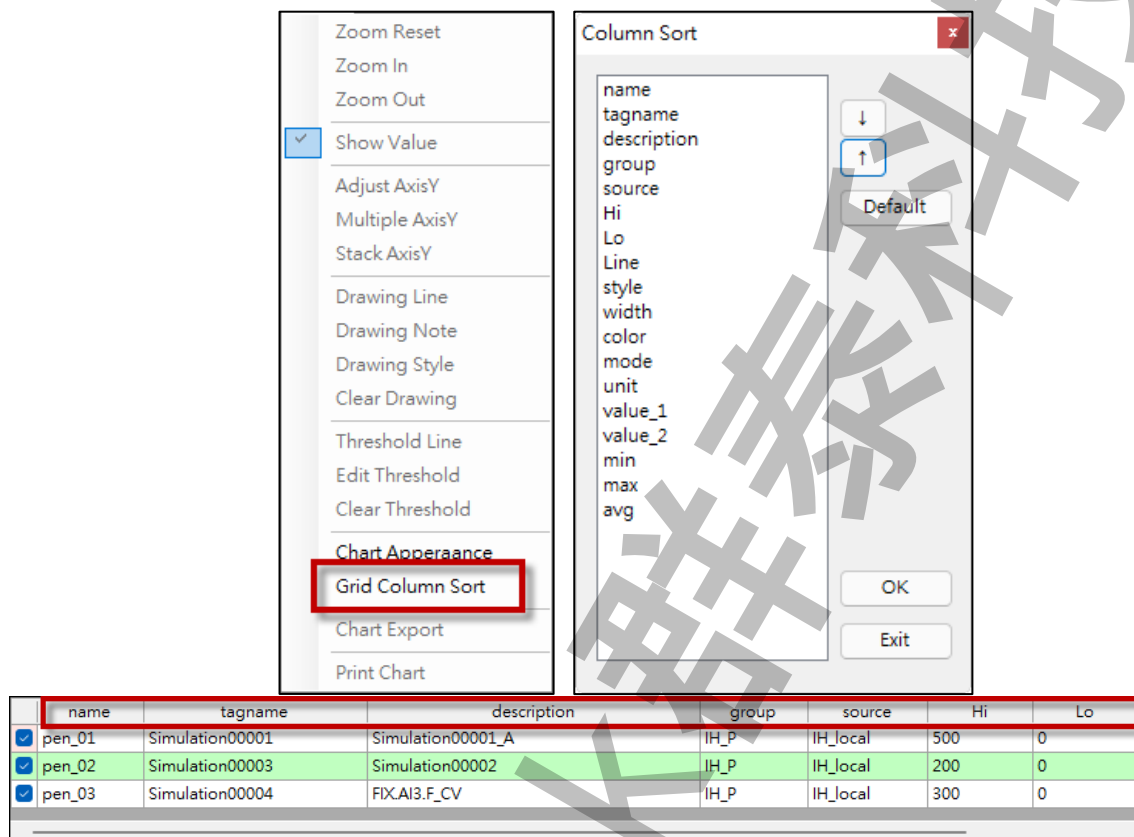 Zoom Reset
Zoom In
Zoom Out
Show Value
Adjust AxisY
Multiple AxisY
Stack AxisY
Drawing Line
Drawing Note
Drawing Style
Clear Drawing
Threshold Line
Edit Threshold
Clear Threshold
Chart Apperaance
Grid Column Sort
Chart Export
Print Chart
Column Sort
x
name
tagname
description
group
source
Hi
Lo
Line
style
width
color
mode
unit
value_1
value_2
min
max
avg
↓
↑
Default
OK
Exit
name tagname description group source Hi Lo
pen_01 Simulation00001 Simulation00001_A IH_P IH_local 500 0
pen_02 Simulation00003 Simulation00002 IH_P IH_local 200 0
pen_03 Simulation00004 FIX.AI3.F_CV IH_P IH_local 300 0
群泰科技